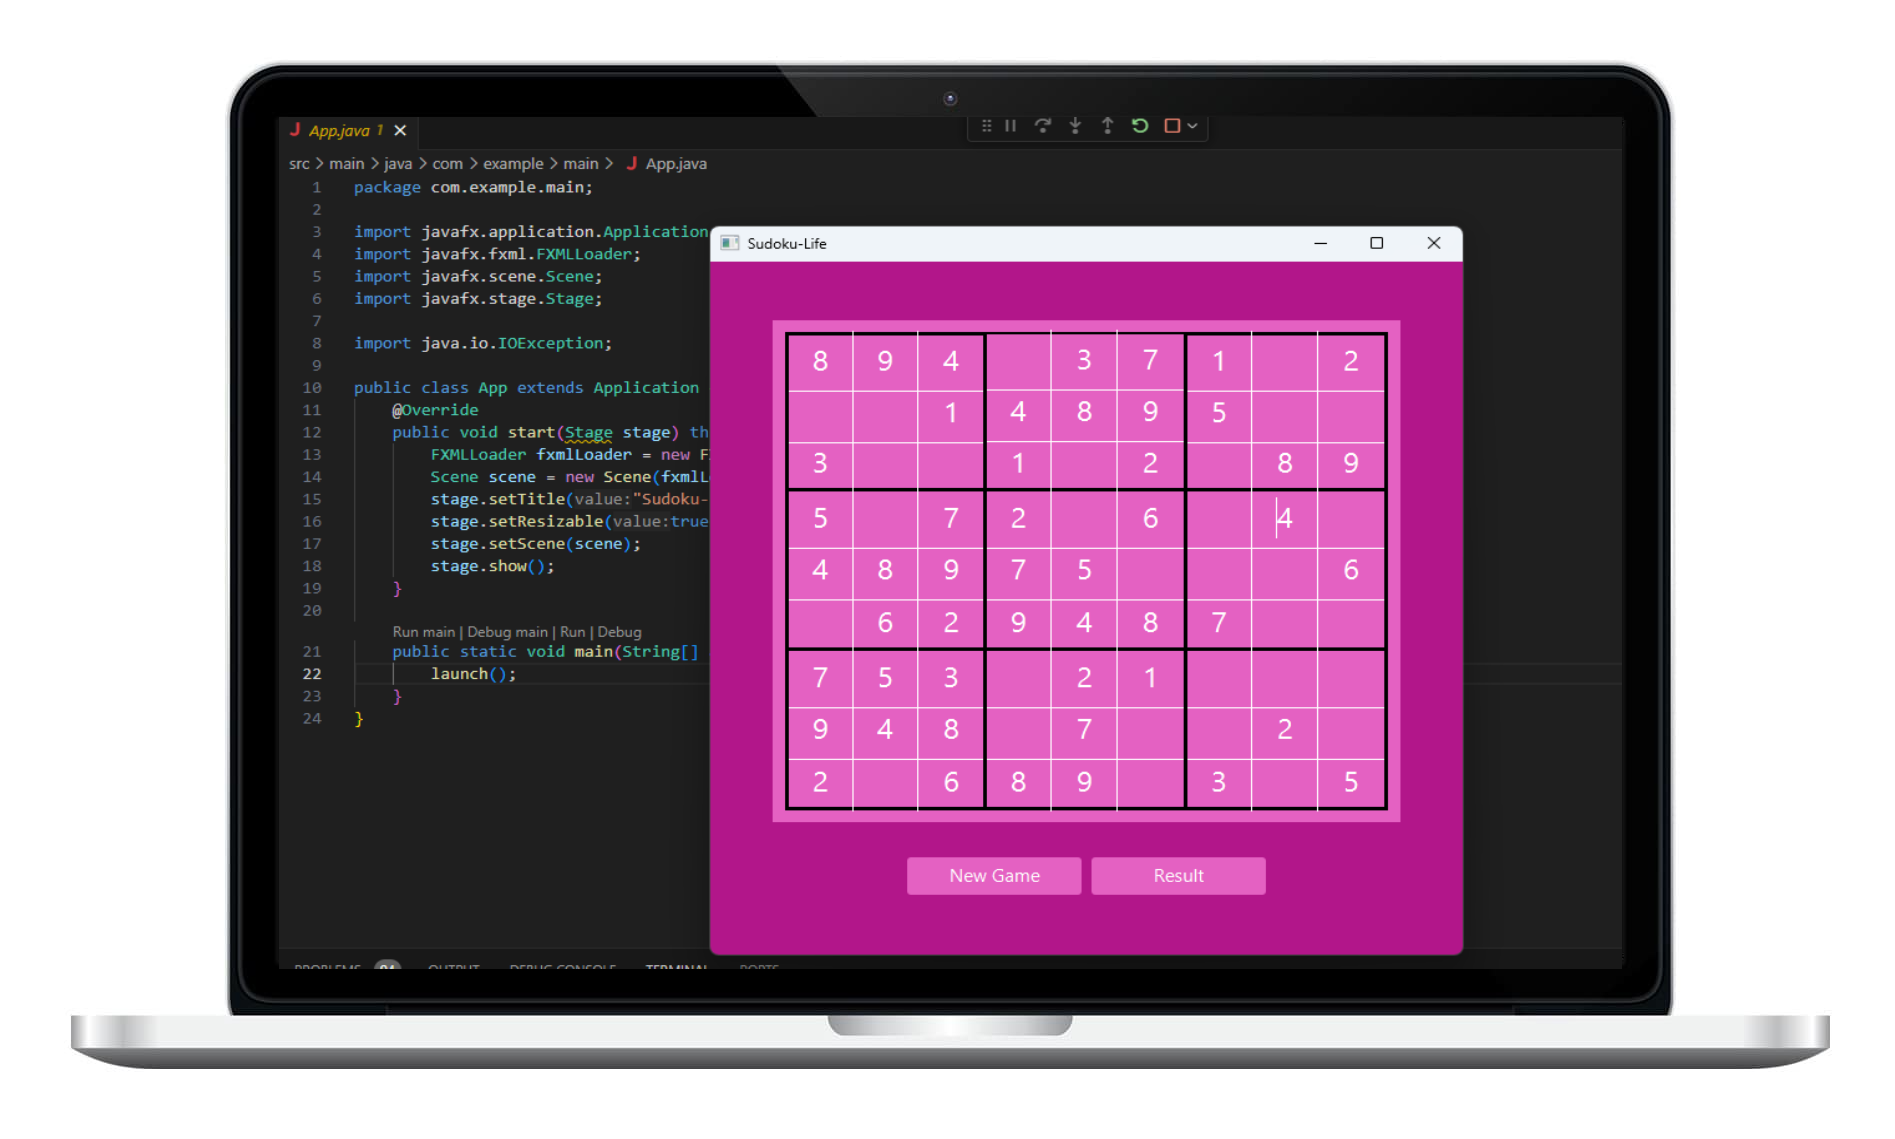 App.java 1
src > main > java > com > example > main > App.java
1 package com.example.main;
2
3 import javafx.application.Application
4 import javafx.fxml.FXMLLoader;
5 import javafx.scene.Scene;
6 import javafx.stage.Stage;
7
8 import java.io.IOException;
9
10 public class App extends Application
11 @Override
12 public void start(Stage stage) th
13 FXMLLoader fxmlLoader = new F
14 Scene scene = new Scene(fxmlL
15 stage.setTitle(value:"Sudoku-
16 stage.setResizable(value:true
17 stage.setScene(scene);
18 stage.show();
19 }
20
Run main | Debug main | Run | Debug
21 public static void main(String[]
22 launch();
23 }
24 }
Sudoku-Life
8 9 4 3 7 1 2
1 4 8 9 5
3 1 2 8 9
5 7 2 6 4
4 8 9 7 5 6
6 2 9 4 8 7
7 5 3 2 1
9 4 8 7 2
2 6 8 9 3 5
New Game Result
PROBLEMS OUTPUT DEBUG CONSOLE TERMINAL PORTS